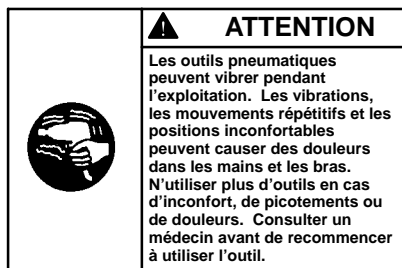 ATTENTION
Les outils pneumatiques
peuvent vibrer pendant
l'exploitation. Les vibrations,
les mouvements répétitifs et les
positions inconfortables
peuvent causer des douleurs
dans les mains et les bras.
N'utiliser plus d'outils en cas
d'inconfort, de picotements ou
de douleurs. Consulter un
médecin avant de recommencer
à utiliser l'outil.